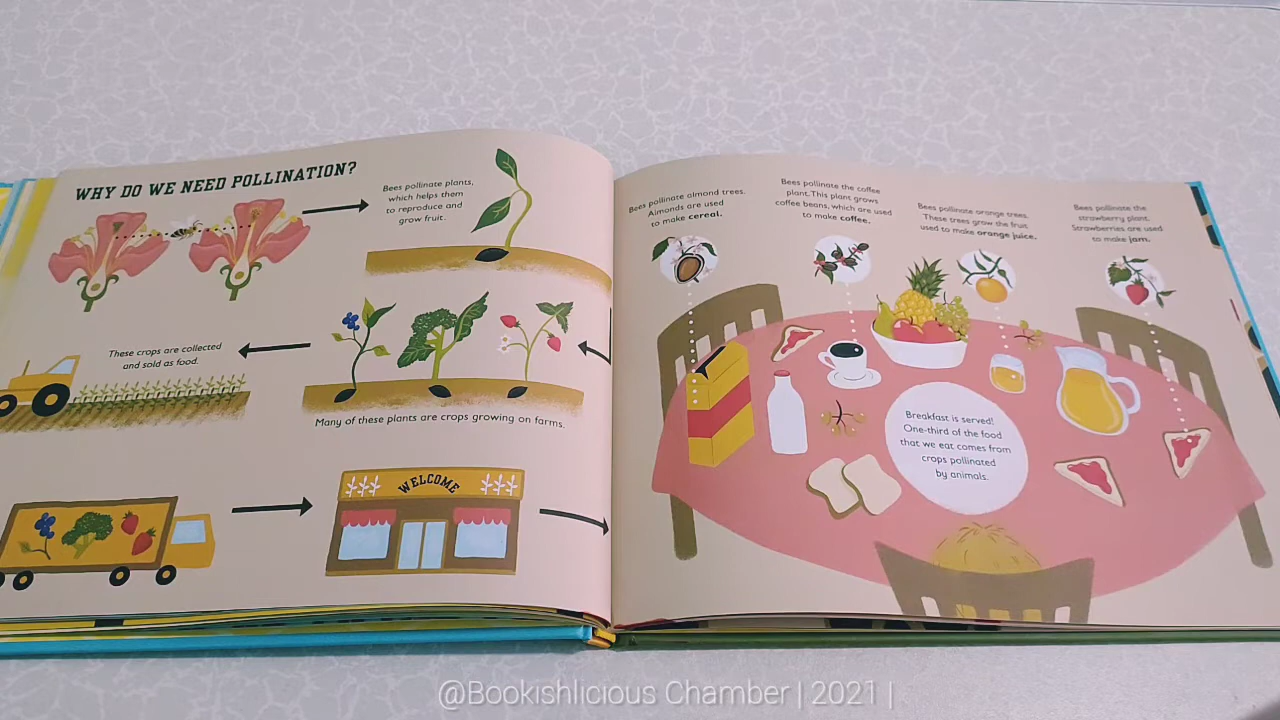 WHY DO WE NEED POLLINATION?
Bees pollinate plants,
which helps them
to reproduce and
grow fruit.
These crops are collected
and sold as food.
Many of these plants are crops growing on farms.
WELCOME
Bees pollinate almond trees.
Almonds are used
to make cereal.
Bees pollinate the coffee
plant. This plant grows
coffee beans, which are used
to make coffee.
Bees pollinate orange trees.
These trees grow the fruit
used to make orange juice.
Bees pollinate the
strawberry plant.
Strawberries are used
to make jam.
Breakfast is served!
One-third of the food
that we eat comes from
crops pollinated
by animals.
@Bookishlicious Chamber | 2021 |